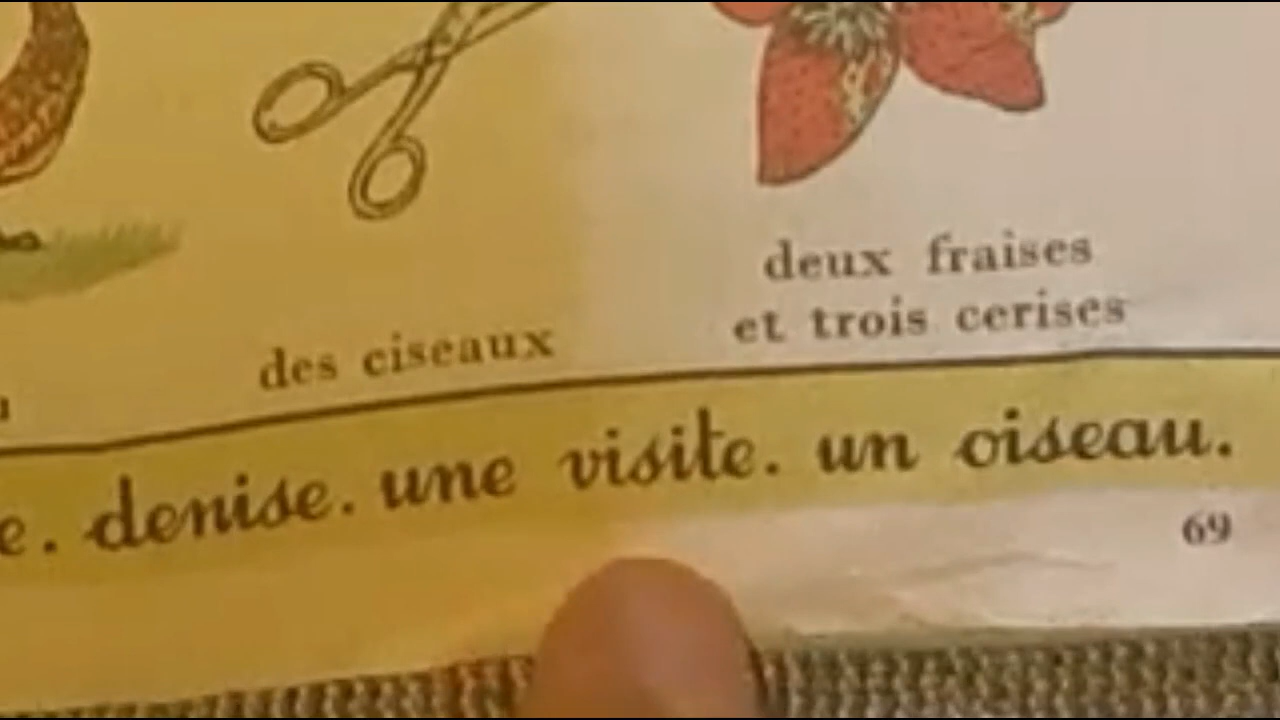 deux fraises
et trois cerises
des ciseaux
denise. une visite. un oiseau.
69